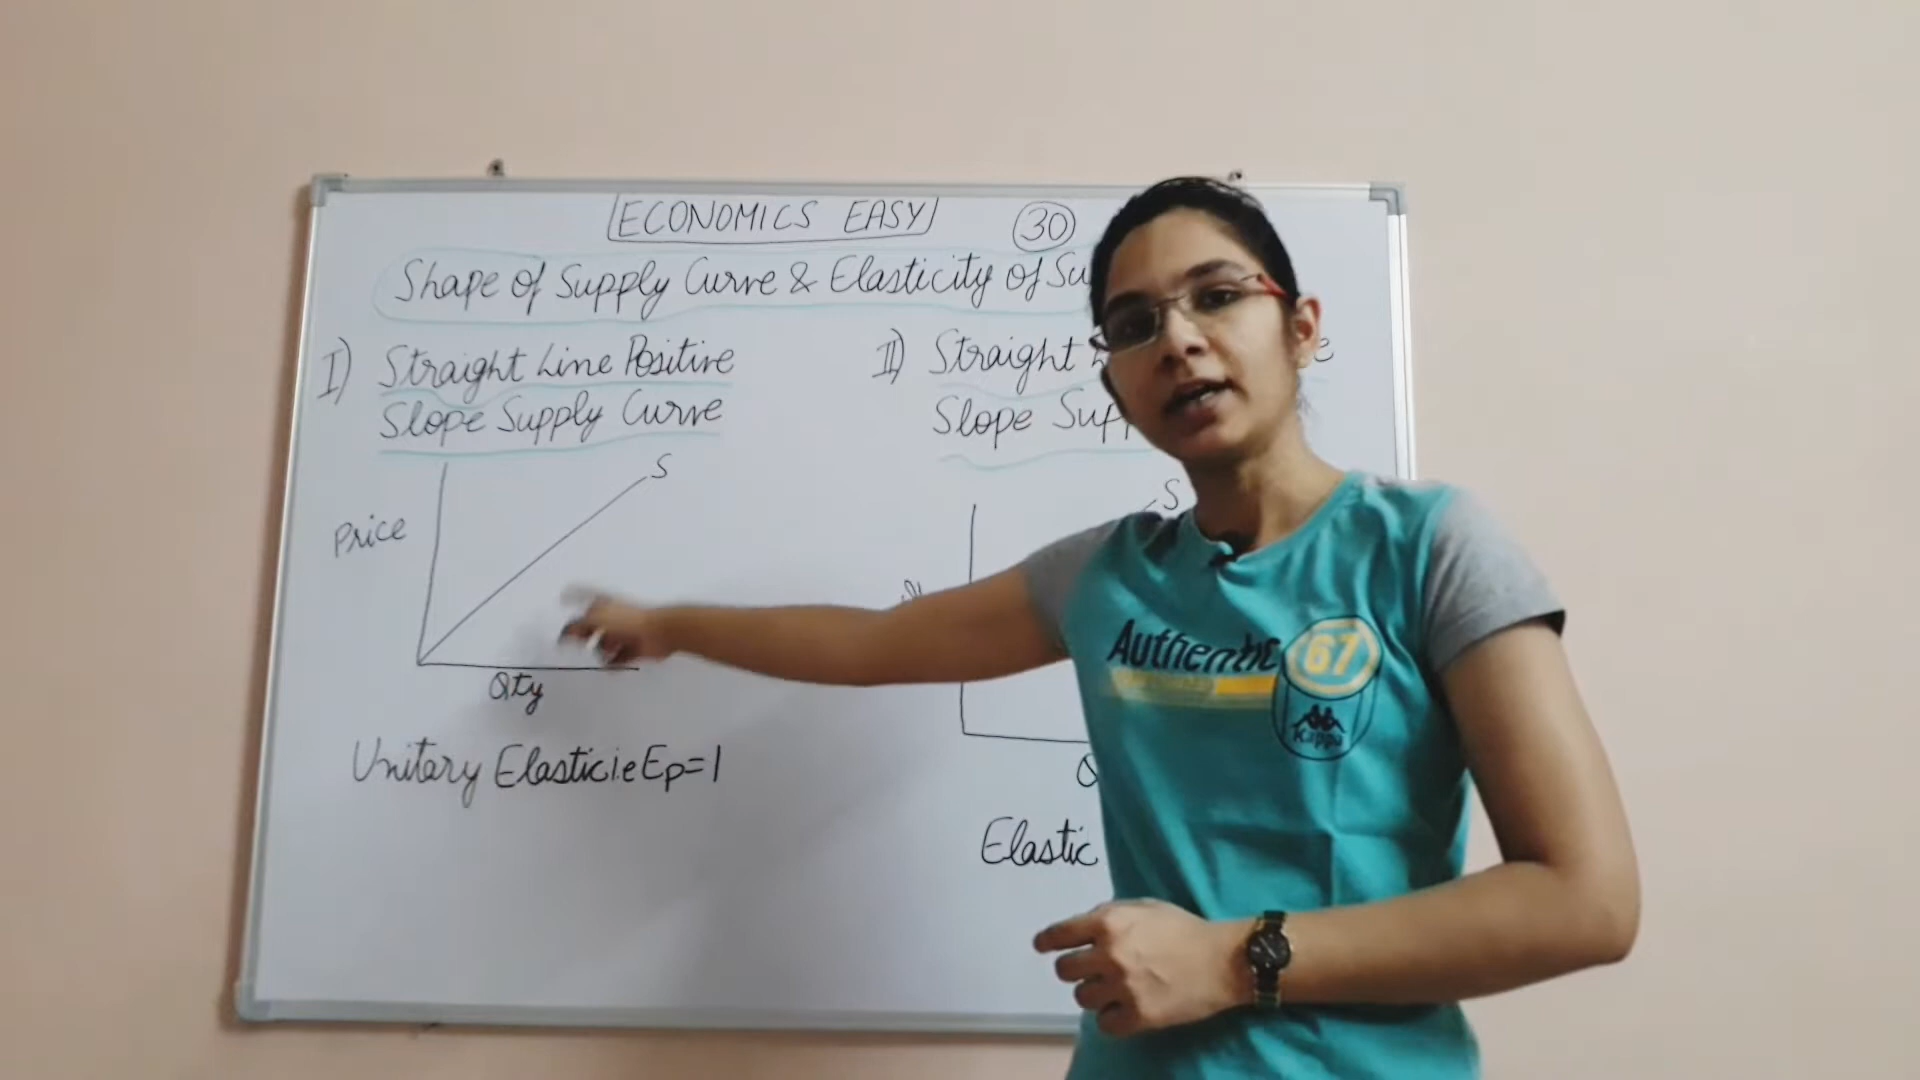 ECONOMICS EASY
30
Shape of Supply Curve & Elasticity of Su
I) Straight Line Positive
Slope Supply Curve
S
Price
Qty
Unitary Elastic i.e Ep=1
II) Straight
Slope Sup
S
Elastic
Authentic
67
Kappa